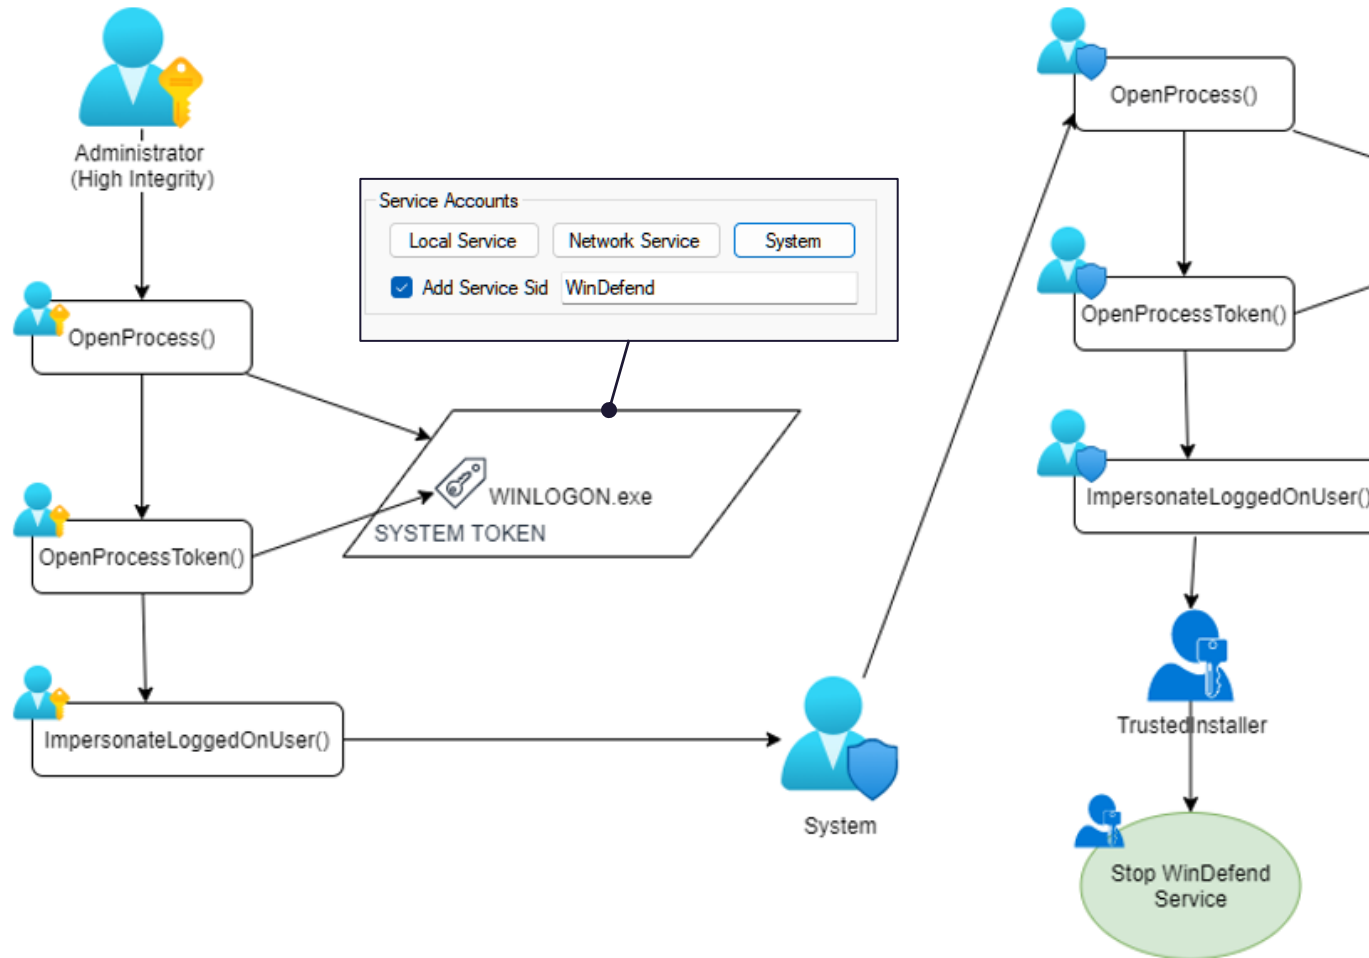 Administrator
(High Integrity)
OpenProcess()
OpenProcessToken()
ImpersonateLoggedOnUser()
Service Accounts
Local Service
Network Service
System
Add Service Sid
WinDefend
WINLOGON.exe
SYSTEM TOKEN
System
OpenProcess()
OpenProcessToken()
ImpersonateLoggedOnUser()
TrustedInstaller
Stop WinDefend
Service